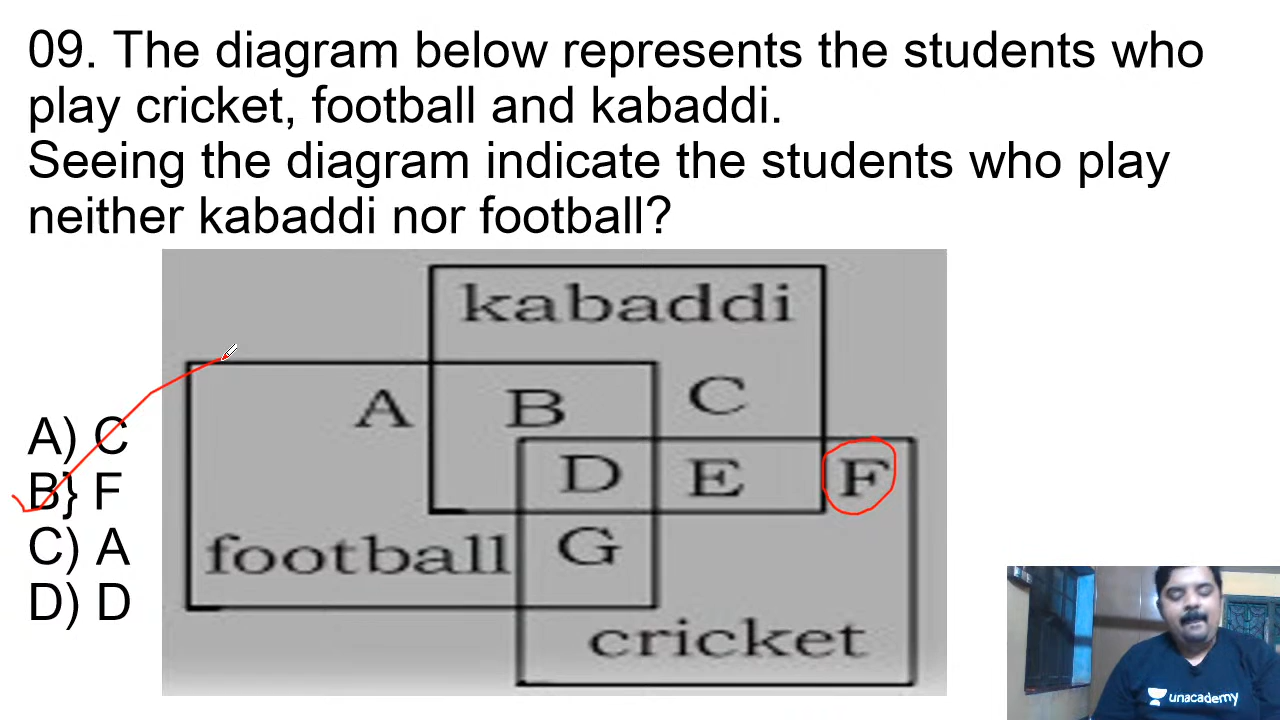 09. The diagram below represents the students who
play cricket, football and kabaddi.
Seeing the diagram indicate the students who play
neither kabaddi nor football?
kabaddi
A B C
D E F
football G
cricket
A) C
B} F
C) A
D) D
unacademy